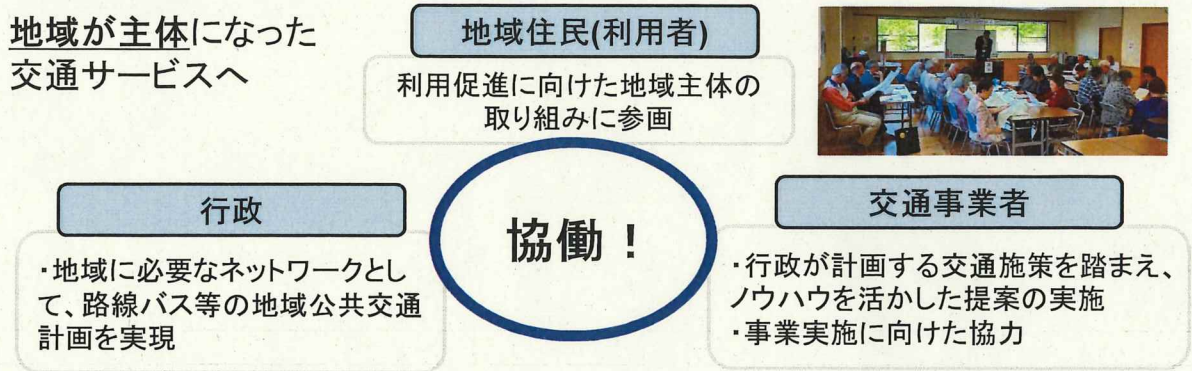 地域が主体になった
交通サービスへ
地域住民(利用者)
利用促進に向けた地域主体の
取り組みに参画
行政
・地域に必要なネットワークとし
て、路線バス等の地域公共交通
計画を実現
協働！
交通事業者
・行政が計画する交通施策を踏まえ、
ノウハウを活かした提案の実施
・事業実施に向けた協力